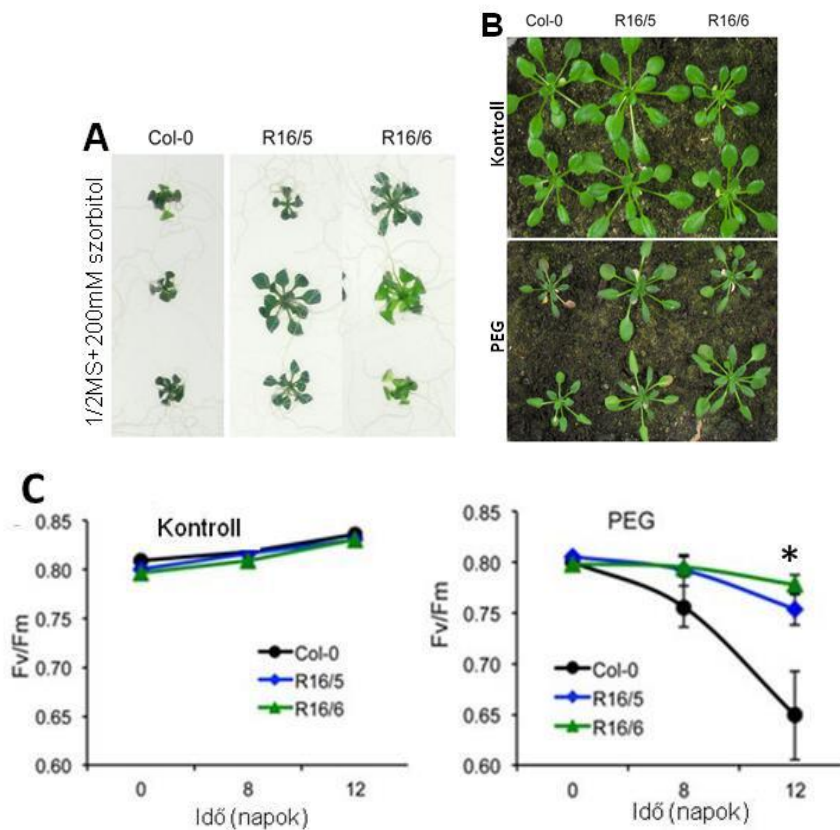 A
Col-0 R16/5 R16/6
1/2MS+200mM szorbitol
B
Col-0 R16/5 R16/6
Kontroll
PEG
C
Kontroll
0.85
0.80
0.75
0.70
0.65
0.60
Fv/Fm
Col-0
R16/5
R16/6
0 8 12
Idő (napok)
PEG
*
0.85
0.80
0.75
0.70
0.65
0.60
Fv/Fm
Col-0
R16/5
R16/6
0 8 12
Idő (napok)